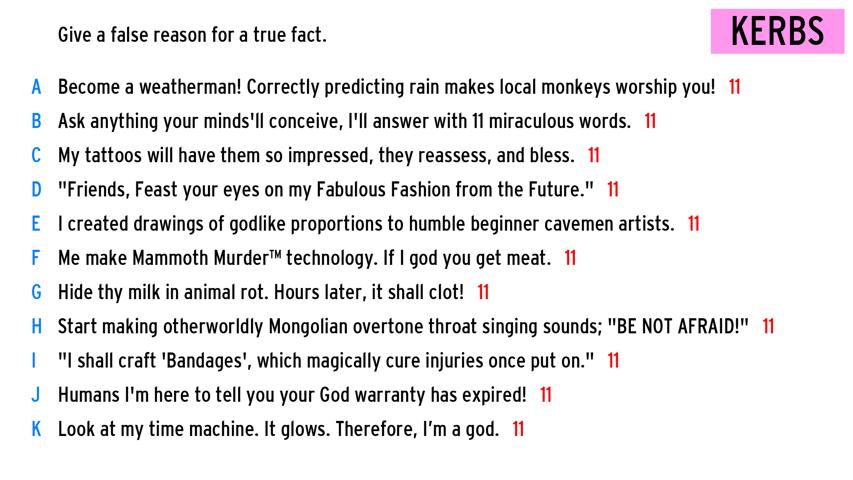 Give a false reason for a true fact.
KERBS
A Become a weatherman! Correctly predicting rain makes local monkeys worship you! 11
B Ask anything your minds'll conceive, I'll answer with 11 miraculous words. 11
C My tattoos will have them so impressed, they reassess, and bless. 11
D "Friends, Feast your eyes on my Fabulous Fashion from the Future." 11
E I created drawings of godlike proportions to humble beginner cavemen artists. 11
F Me make Mammoth Murder™ technology. If I god you get meat. 11
G Hide thy milk in animal rot. Hours later, it shall clot! 11
H Start making otherworldly Mongolian overtone throat singing sounds; "BE NOT AFRAID!" 11
I "I shall craft 'Bandages', which magically cure injuries once put on." 11
J Humans I'm here to tell you your God warranty has expired! 11
K Look at my time machine. It glows. Therefore, I’m a god. 11